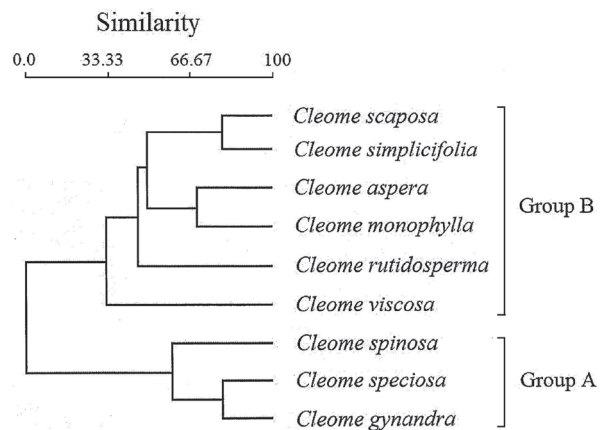 Similarity
0.0 33.33 66.67 100
Cleome scaposa
Cleome simplicifolia
Cleome aspera
Cleome monophylla
Group B
Cleome rutidosperma
Cleome viscosa
Cleome spinosa
Cleome speciosa
Group A
Cleome gynandra